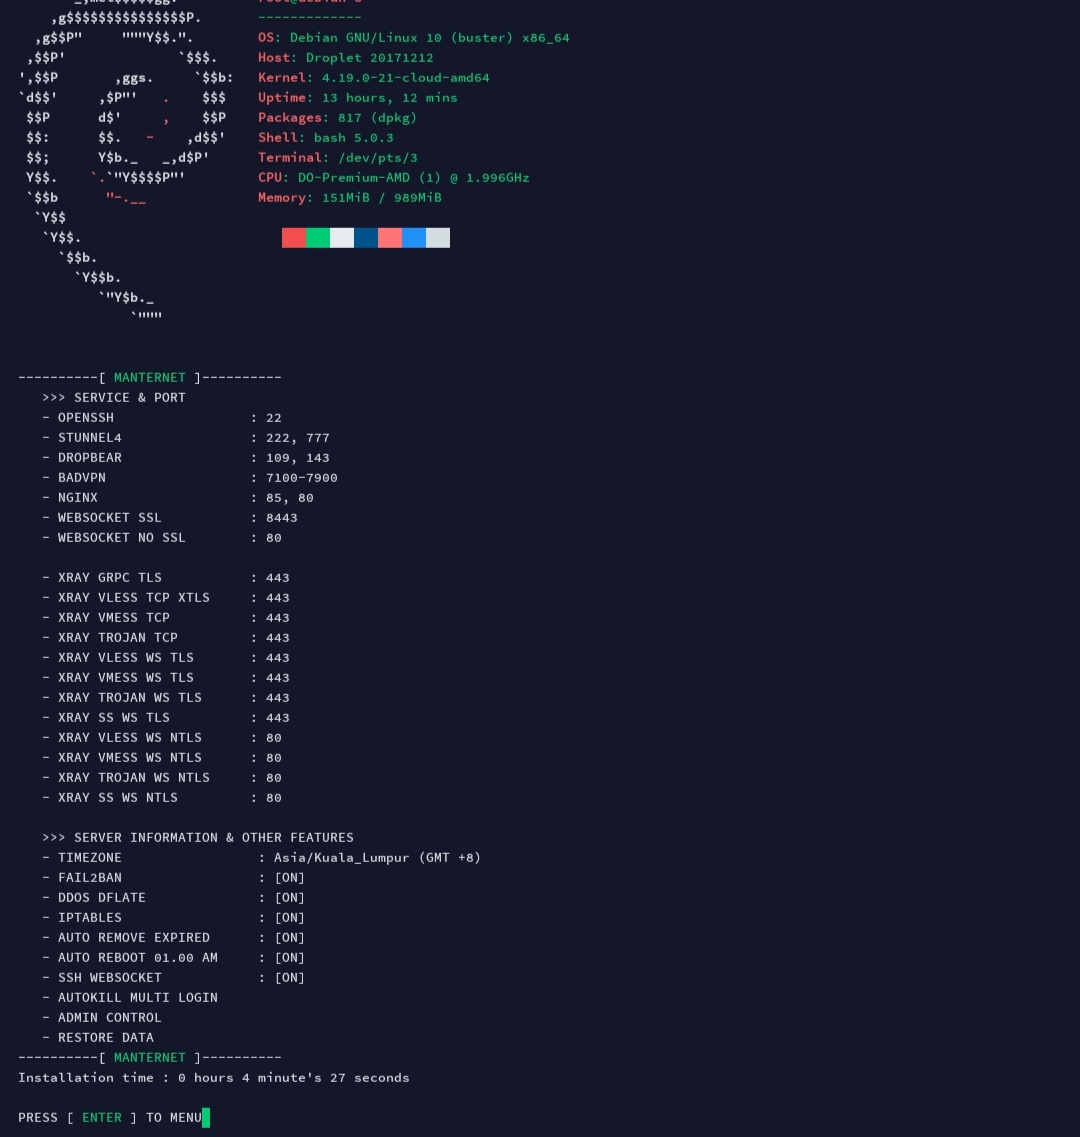 -------------
OS: Debian GNU/Linux 10 (buster) x86_64
Host: Droplet 20171212
Kernel: 4.19.0-21-cloud-amd64
Uptime: 13 hours, 12 mins
Packages: 817 (dpkg)
Shell: bash 5.0.3
Terminal: /dev/pts/3
CPU: DO-Premium-AMD (1) @ 1.996GHz
Memory: 151MiB / 989MiB
----------[ MANTERNET ]----------
>>> SERVICE & PORT
- OPENSSH : 22
- STUNNEL4 : 222, 777
- DROPBEAR : 109, 143
- BADVPN : 7100-7900
- NGINX : 85, 80
- WEBSOCKET SSL : 8443
- WEBSOCKET NO SSL : 80
- XRAY GRPC TLS : 443
- XRAY VLESS TCP XTLS : 443
- XRAY VMESS TCP : 443
- XRAY TROJAN TCP : 443
- XRAY VLESS WS TLS : 443
- XRAY VMESS WS TLS : 443
- XRAY TROJAN WS TLS : 443
- XRAY SS WS TLS : 443
- XRAY VLESS WS NTLS : 80
- XRAY VMESS WS NTLS : 80
- XRAY TROJAN WS NTLS : 80
- XRAY SS WS NTLS : 80
>>> SERVER INFORMATION & OTHER FEATURES
- TIMEZONE : Asia/Kuala_Lumpur (GMT +8)
- FAIL2BAN : [ON]
- DDOS DFLATE : [ON]
- IPTABLES : [ON]
- AUTO REMOVE EXPIRED : [ON]
- AUTO REBOOT 01.00 AM : [ON]
- SSH WEBSOCKET : [ON]
- AUTOKILL MULTI LOGIN
- ADMIN CONTROL
- RESTORE DATA
----------[ MANTERNET ]----------
Installation time : 0 hours 4 minute's 27 seconds
PRESS [ ENTER ] TO MENU